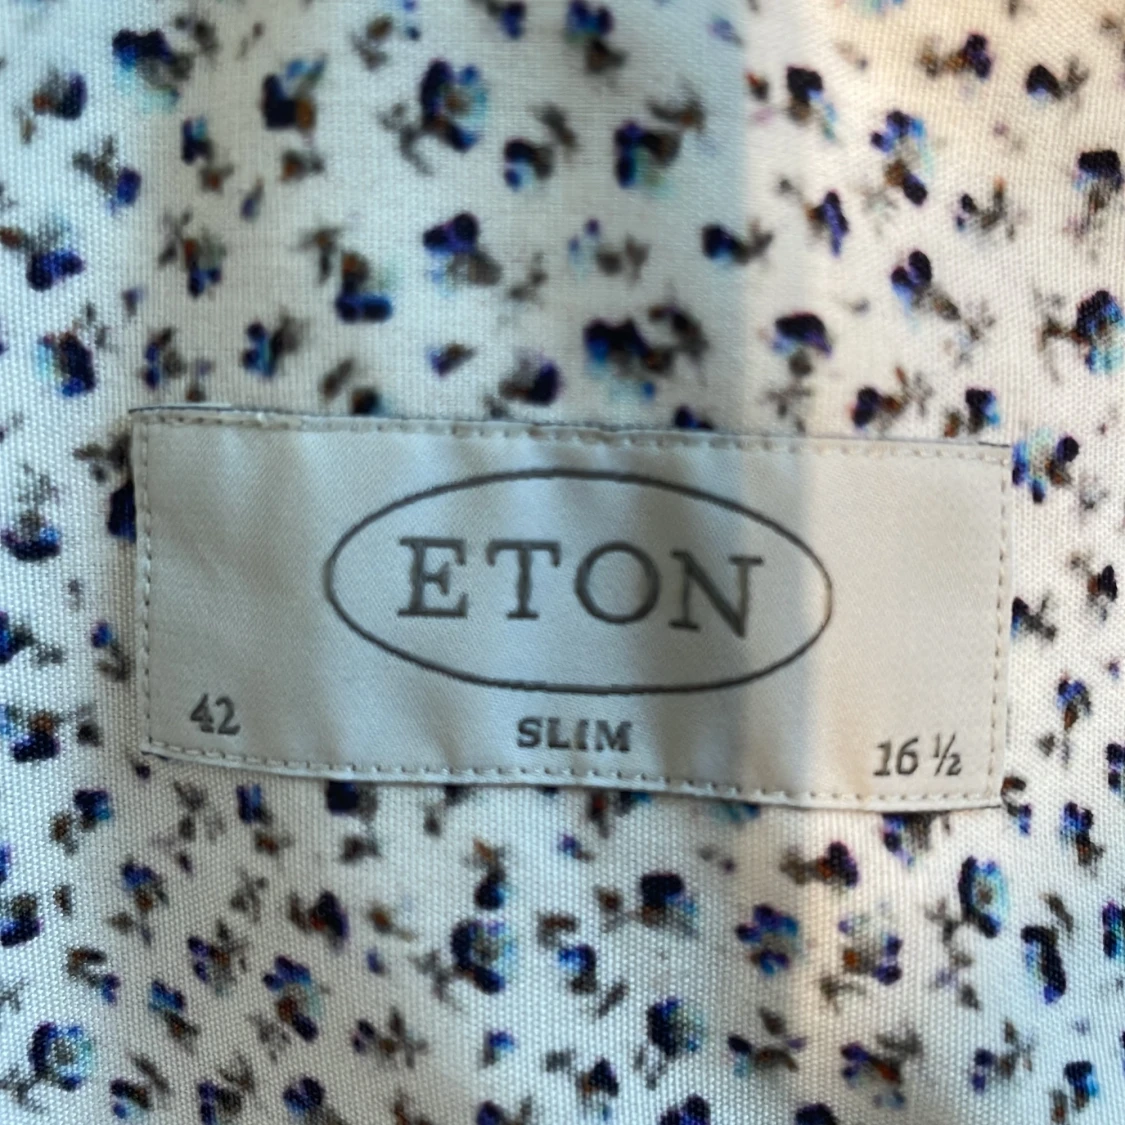 ETON
42 SLIM 16 ½